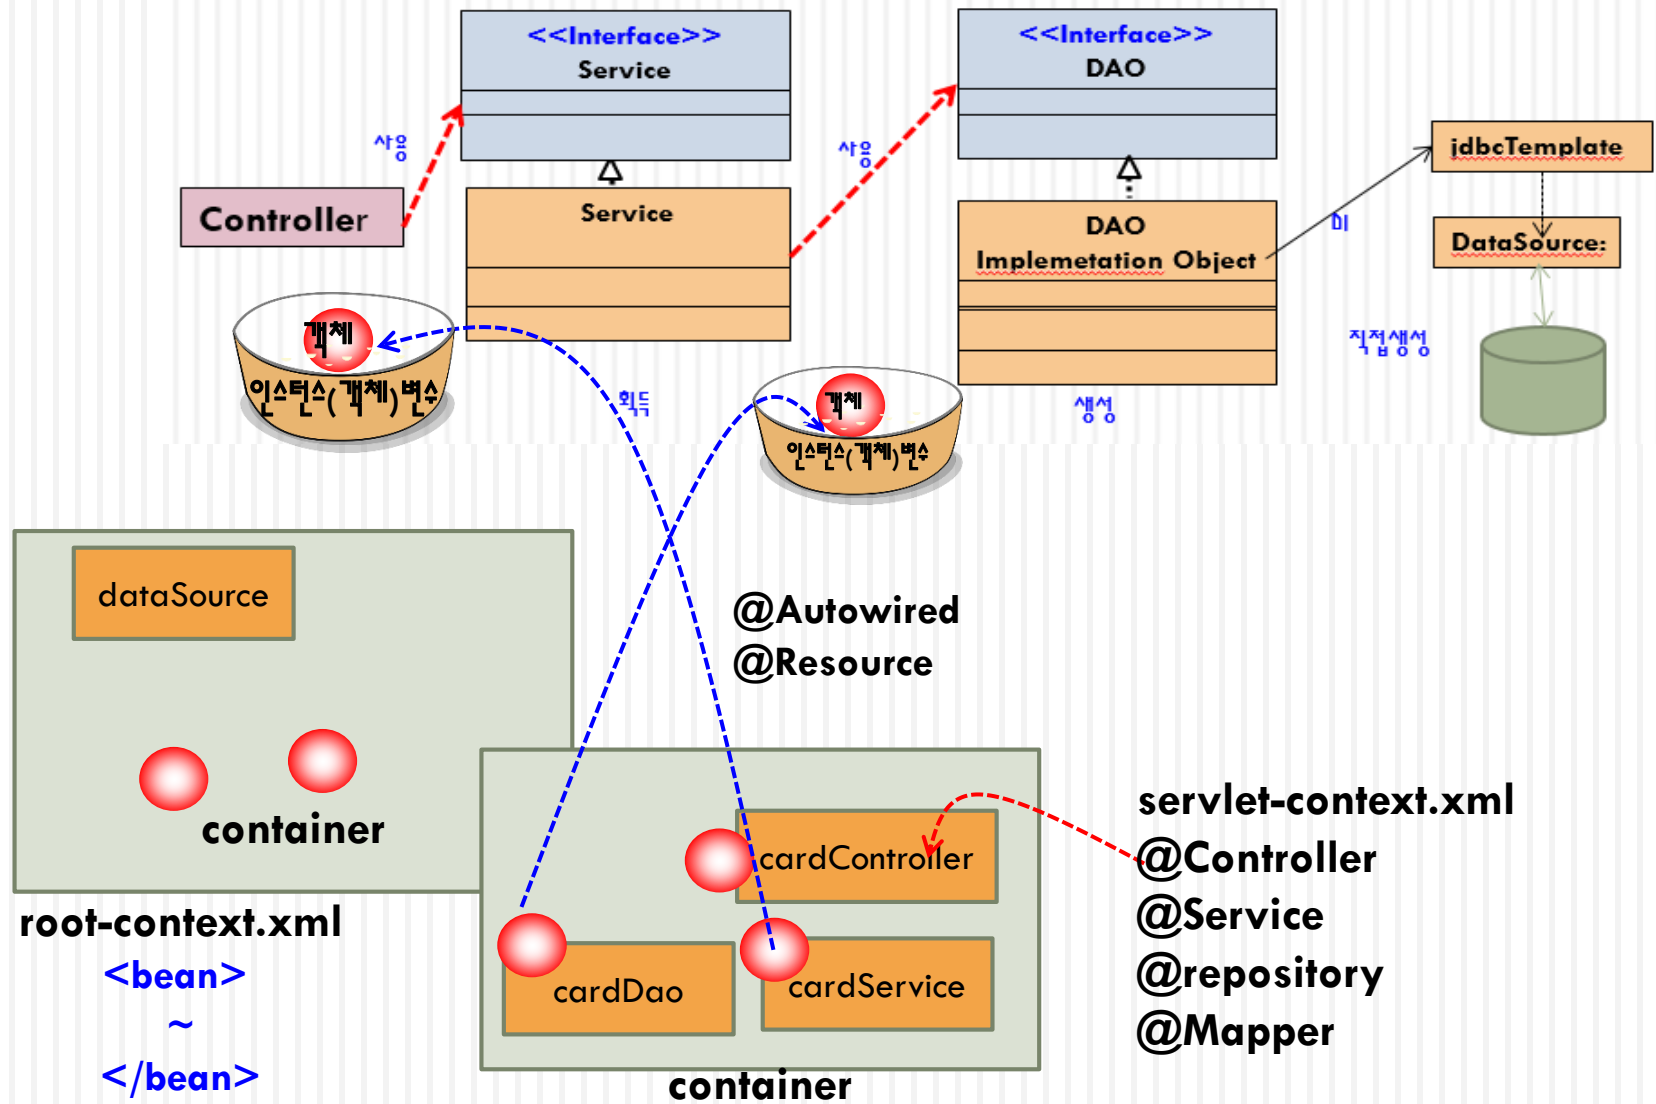 <<Interface>>
Service
<<Interface>>
DAO
사용
사용
jdbcTemplate
Controller
Service
DAO
Implemetation Object
미
DataSource:
객체
인스턴스(객체)변수
획득
객체
인스턴스(객체)변수
생성
직접생성
dataSource
@Autowired
@Resource
container
cardController
servlet-context.xml
@Controller
@Service
@repository
@Mapper
root-context.xml
<bean>
~
</bean>
cardDao
cardService
container